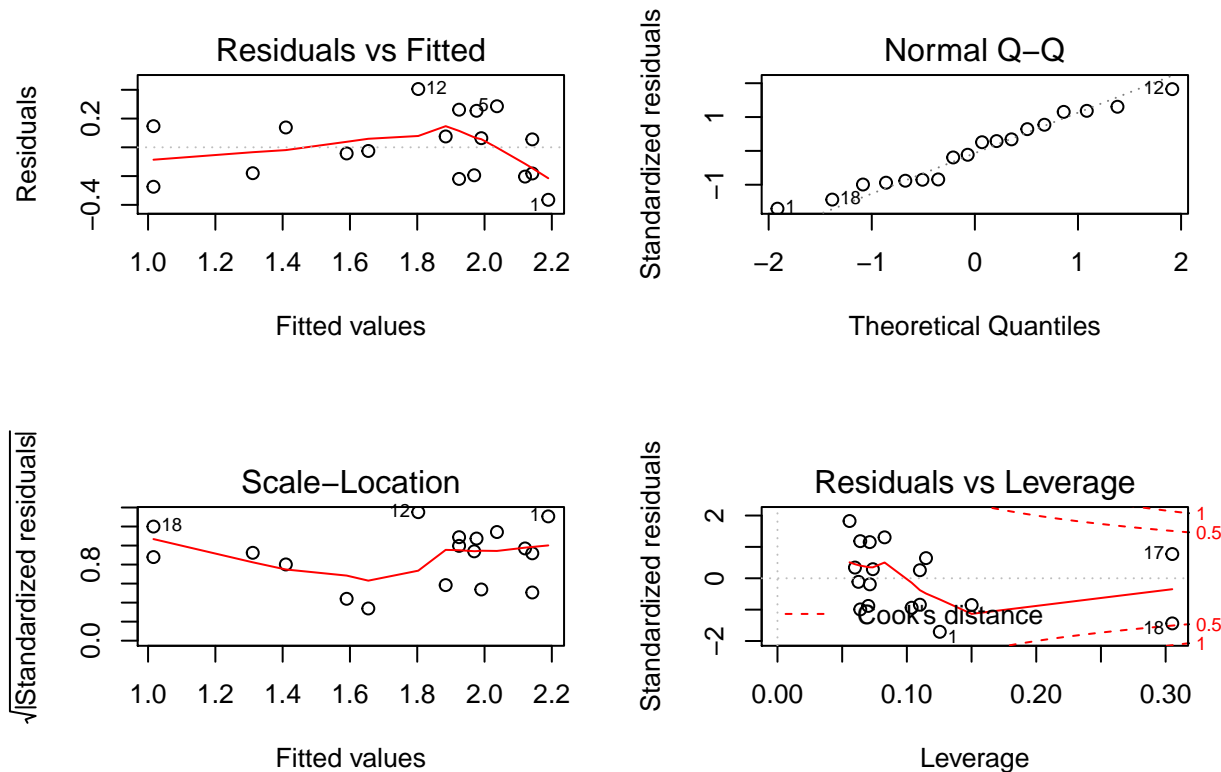 Residuals vs Fitted
Residuals
0.2
−0.4
12
5
1
1.0 1.2 1.4 1.6 1.8 2.0 2.2
Fitted values
Normal Q−Q
Standardized residuals
1
−1
12
18
1
−2 −1 0 1 2
Theoretical Quantiles
Scale−Location
√|Standardized residuals|
0.8
0.0
18
12
1
1.0 1.2 1.4 1.6 1.8 2.0 2.2
Fitted values
Residuals vs Leverage
Standardized residuals
2
0
−2
1
0.5
17
Cook's distance
0.5
1
18
1
0.00 0.10 0.20 0.30
Leverage